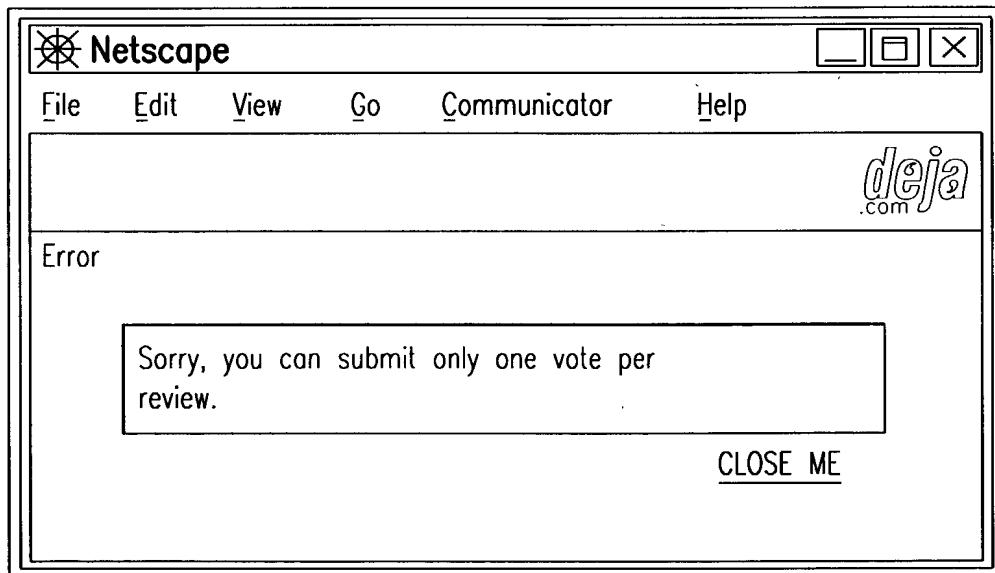 Netscape
File Edit View Go Communicator Help
deja
.com
Error
Sorry, you can submit only one vote per
review.
CLOSE ME